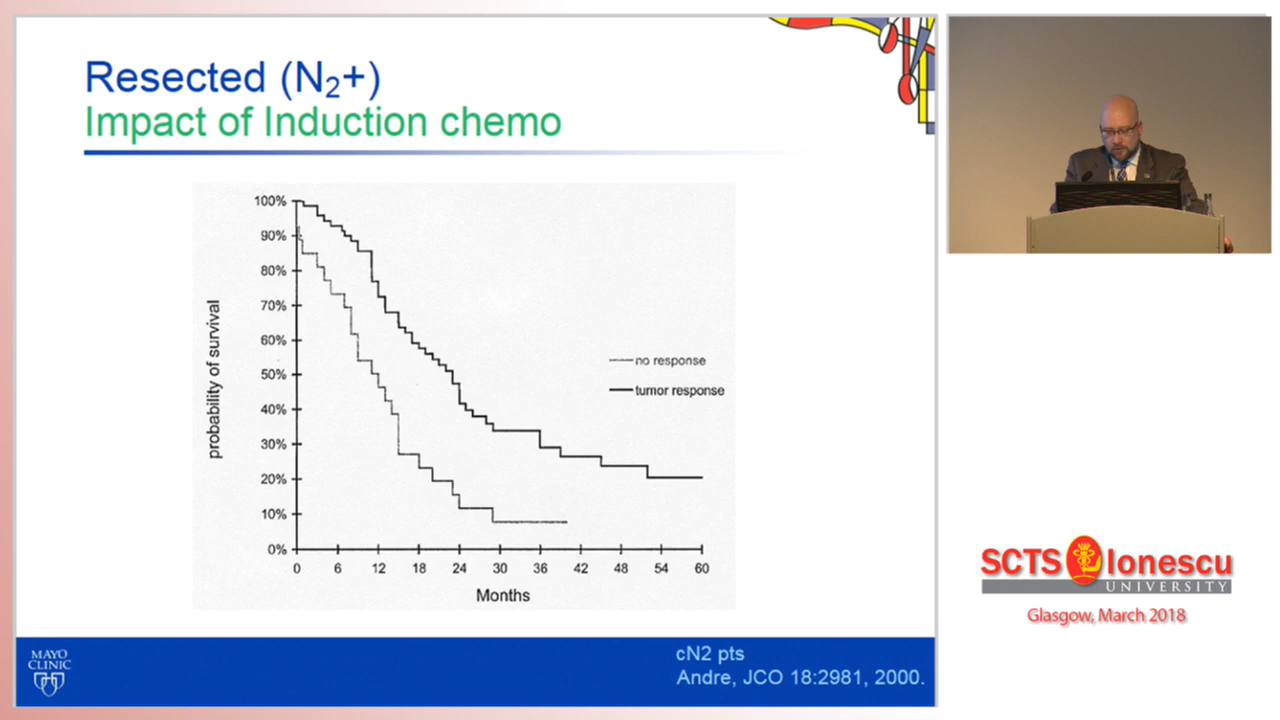 Resected (N₂+)
Impact of Induction chemo
100%
90%
80%
70%
60%
50%
40%
30%
20%
10%
0%
probability of survival
no response
tumor response
0 6 12 18 24 30 36 42 48 54 60
Months
MAYO
CLINIC
cN2 pts
Andre, JCO 18:2981, 2000.
SCTS Ionescu
UNIVERSITY
Glasgow, March 2018